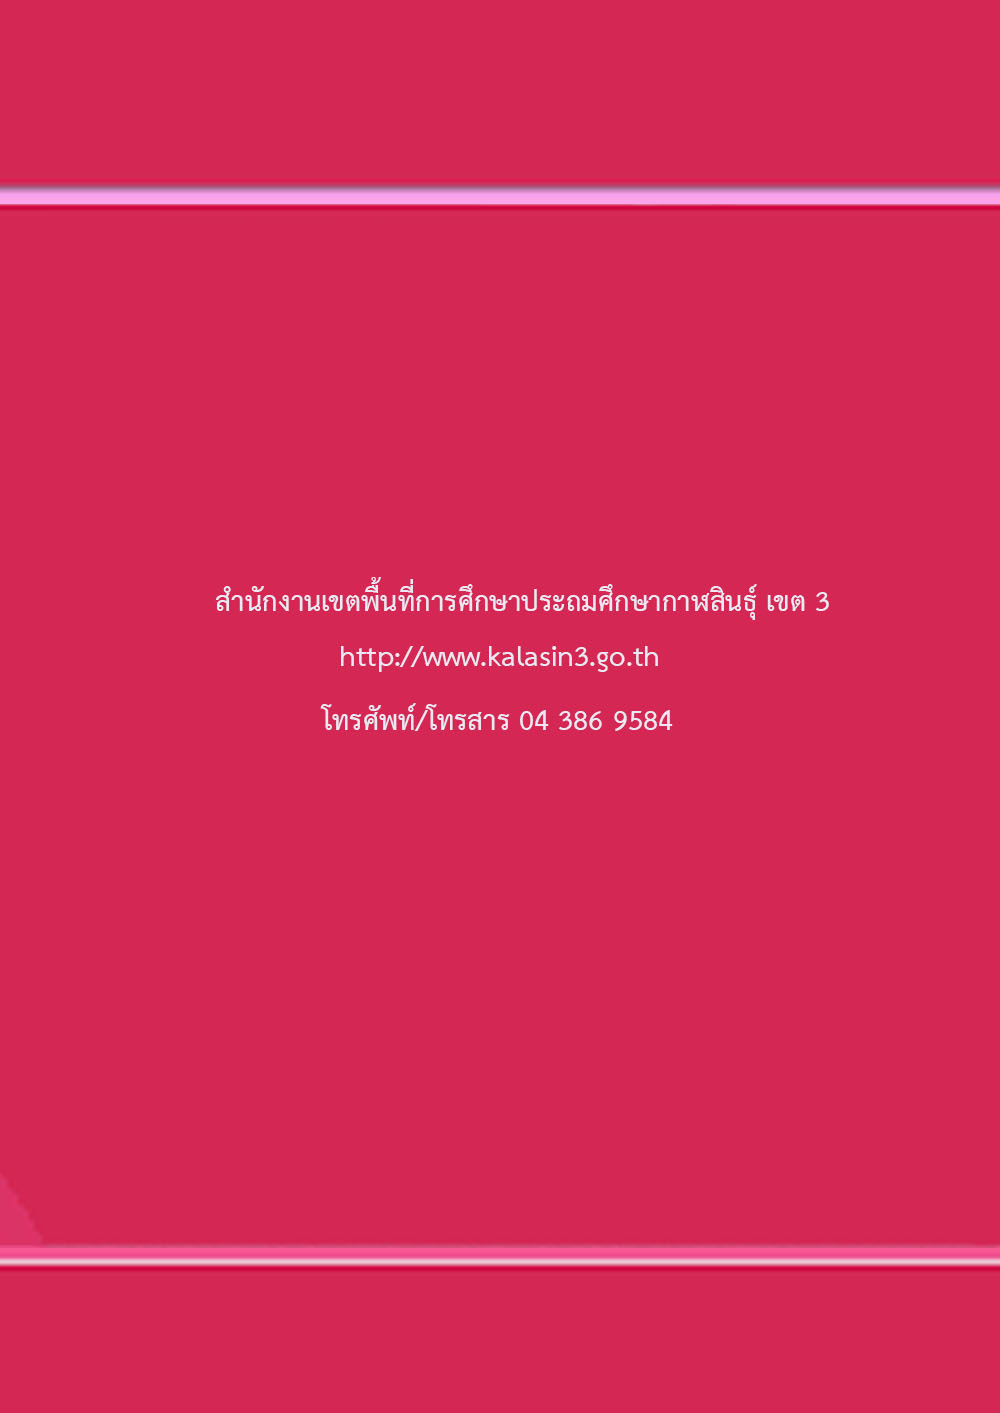 สำนักงานเขตพื้นที่การศึกษาประถมศึกษากาฬสินธุ์ เขต 3
http://www.kalasin3.go.th
โทรศัพท์/โทรสาร 04 386 9584